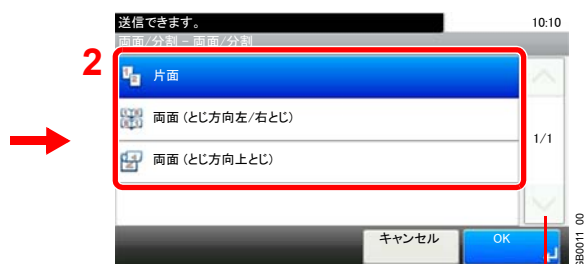 送信できます。 10:10
両面/分割 - 両面/分割
2
片面
両面 (とじ方向左/右とじ)
両面 (とじ方向上とじ)
1/1
キャンセル OK